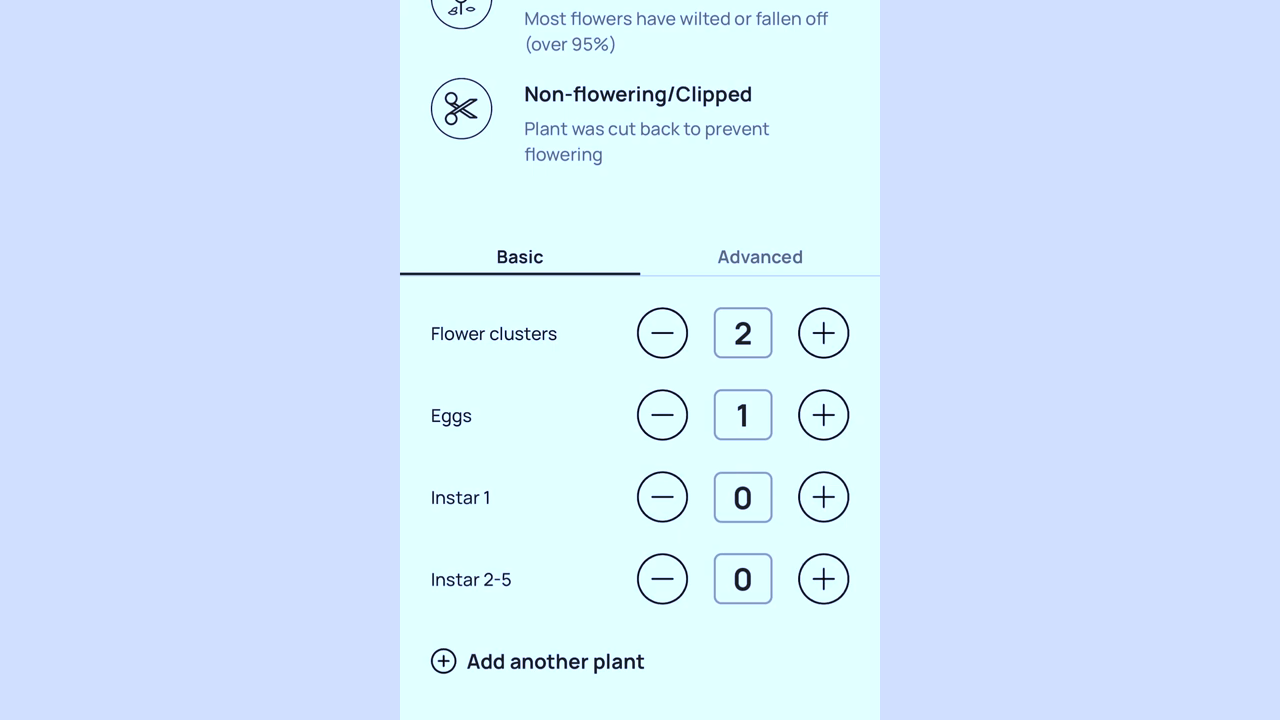 Most flowers have wilted or fallen off
(over 95%)
Non-flowering/Clipped
Plant was cut back to prevent
flowering
Basic
Advanced
Flower clusters
2
Eggs
1
Instar 1
0
Instar 2-5
0
Add another plant